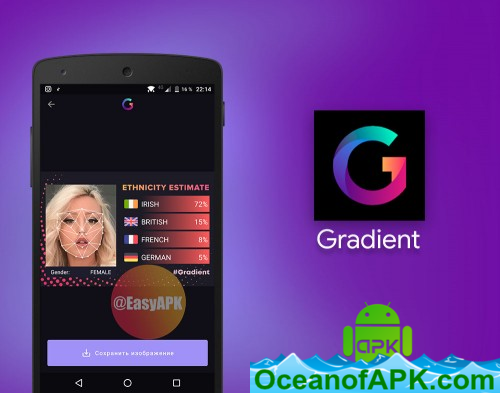 16 % 22:14
G
ETHNICITY ESTIMATE
IRISH 72%
BRITISH 15%
FRENCH 8%
GERMAN 5%
Gender: FEMALE #Gradient
@EasyAPK
Сохранить изображение
G
Gradient
APK
OceanofAPK.com